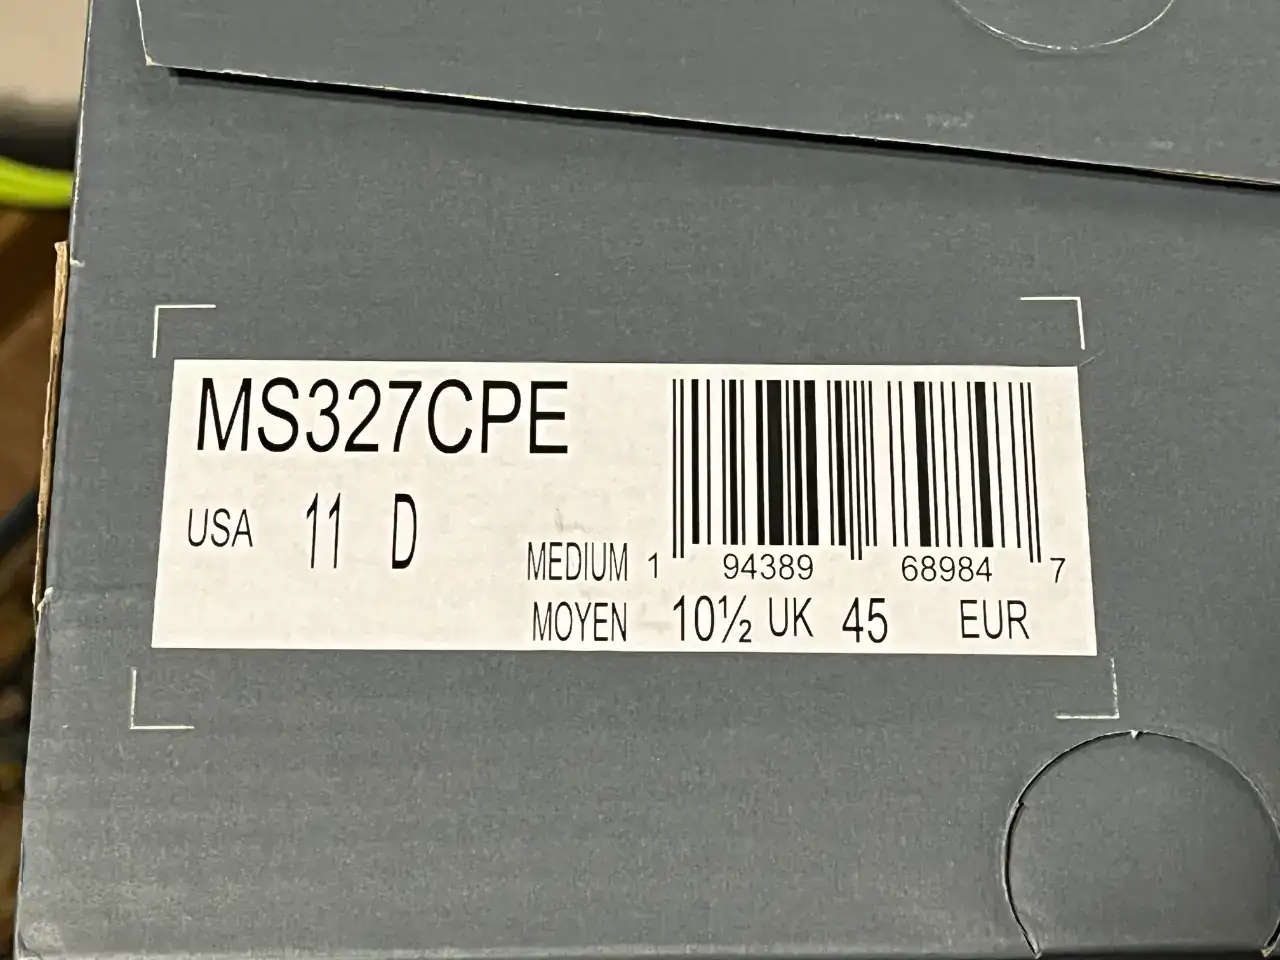 MS327CPE
USA 11 D
MEDIUM
1 94389 68984 7
MOYEN 10½ UK 45 EUR